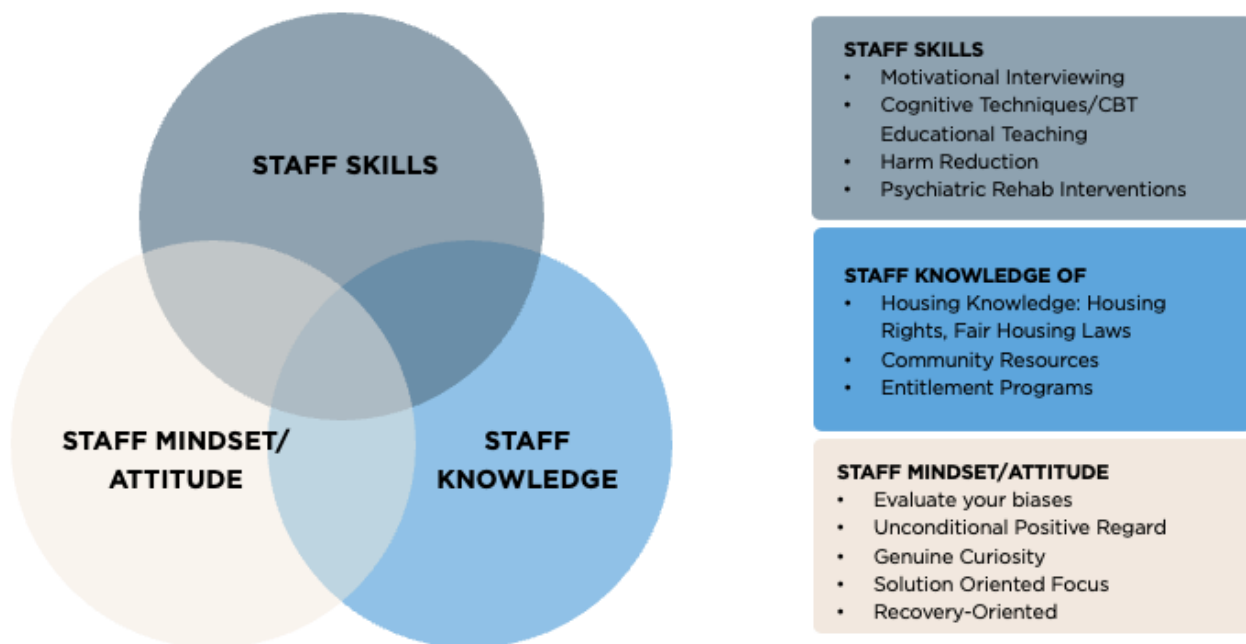 STAFF SKILLS
STAFF MINDSET/
ATTITUDE
STAFF
KNOWLEDGE
STAFF SKILLS
• Motivational Interviewing
• Cognitive Techniques/CBT
Educational Teaching
• Harm Reduction
• Psychiatric Rehab Interventions
STAFF KNOWLEDGE OF
• Housing Knowledge: Housing
Rights, Fair Housing Laws
• Community Resources
• Entitlement Programs
STAFF MINDSET/ATTITUDE
• Evaluate your biases
• Unconditional Positive Regard
• Genuine Curiosity
• Solution Oriented Focus
• Recovery-Oriented